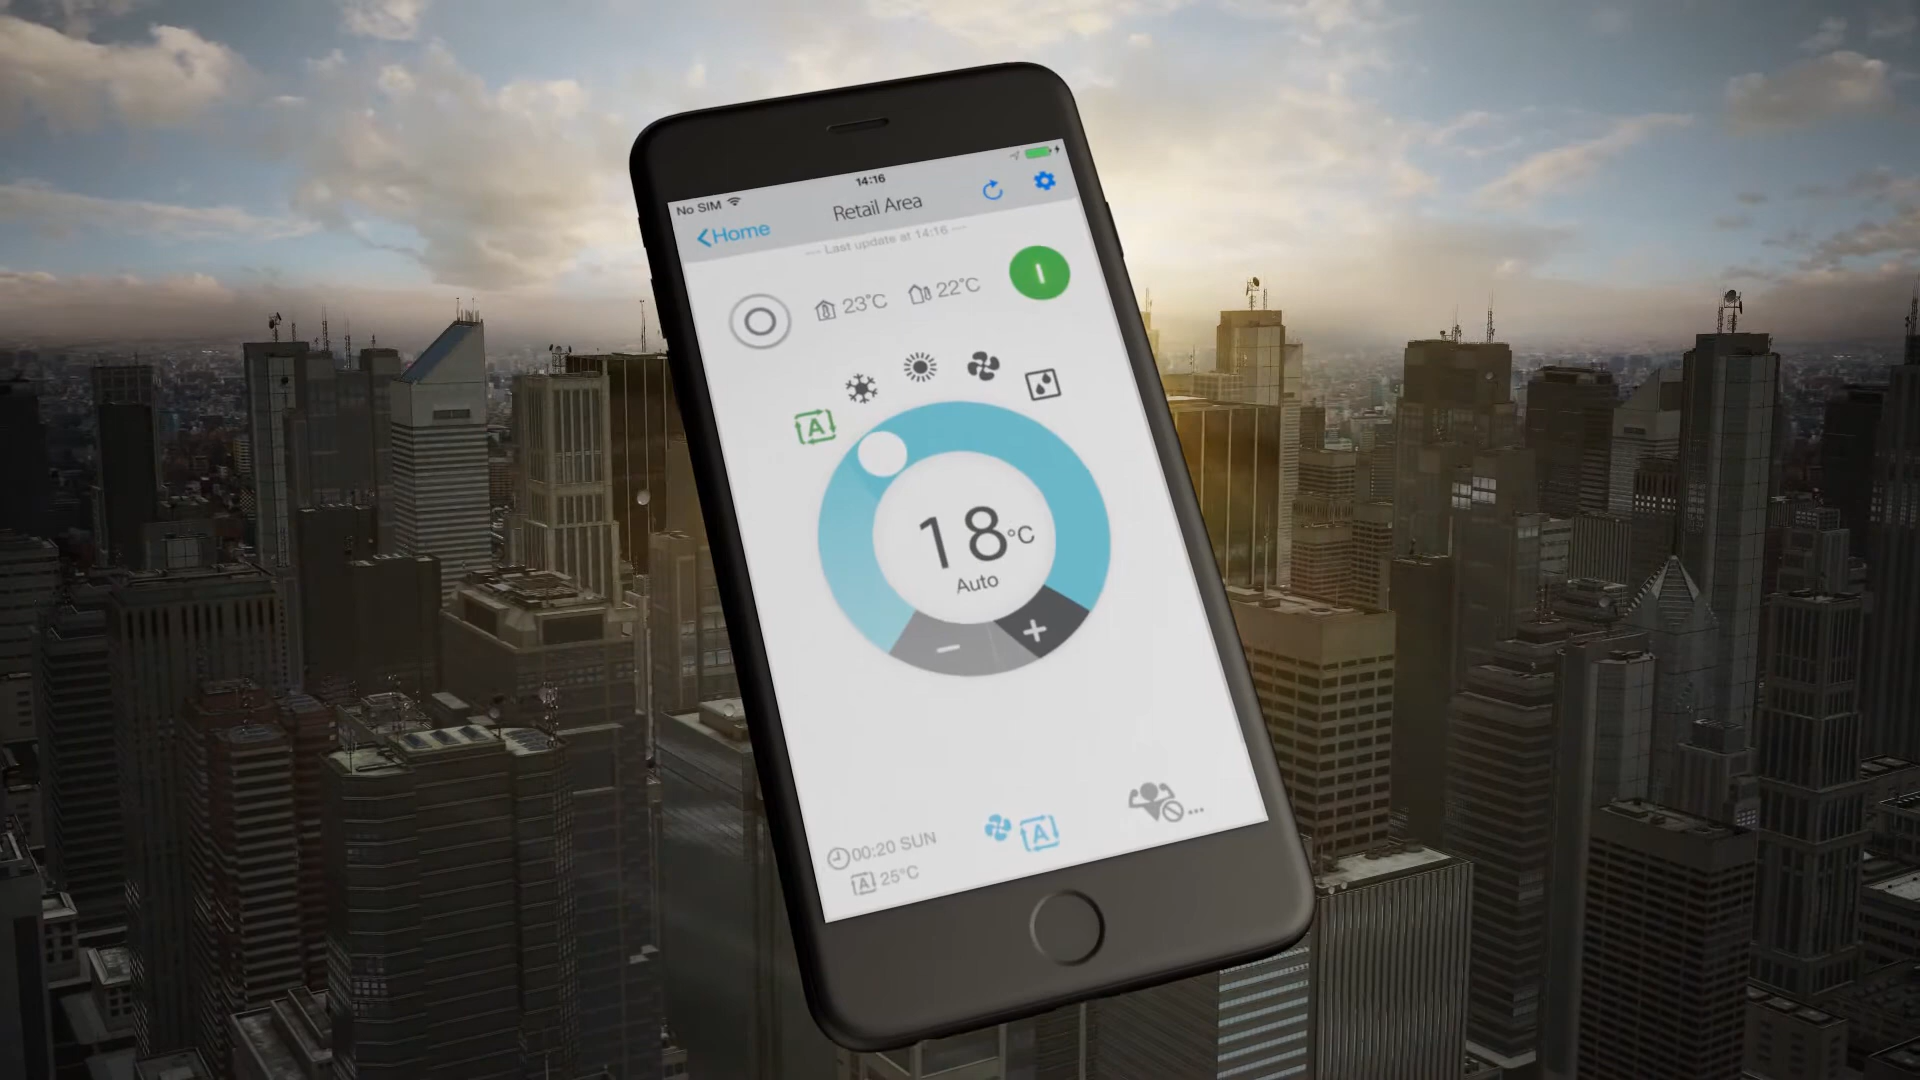 No SIM
14:16
<Home
Retail Area
--- Last update at 14:16 ---
23°C
22°C
A
18°C
Auto
−
+
00:20 SUN
A
A 25°C
...